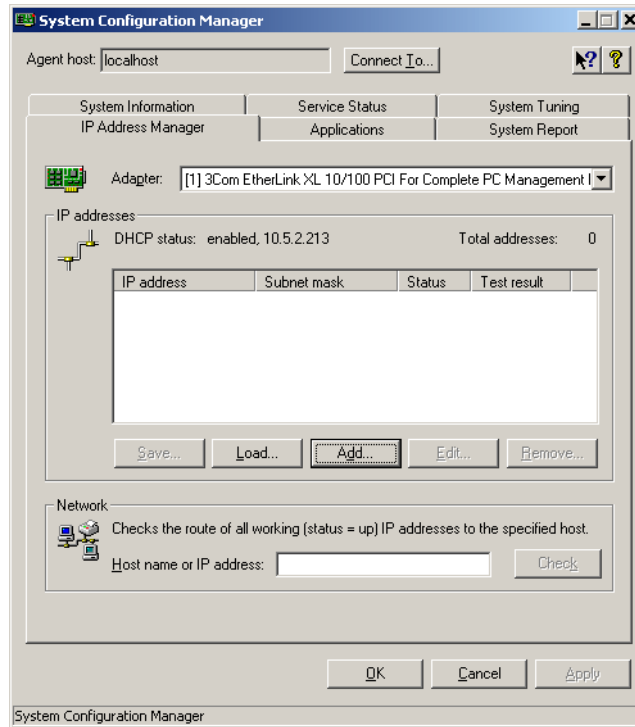 System Configuration Manager
Agent host: localhost Connect To...
System Information Service Status System Tuning
IP Address Manager Applications System Report
Adapter: [1] 3Com EtherLink XL 10/100 PCI For Complete PC Management
IP addresses
DHCP status: enabled, 10.5.2.213 Total addresses: 0
IP address Subnet mask Status Test result
Save... Load... Add... Edit... Remove...
Network
Checks the route of all working (status = up) IP addresses to the specified host.
Host name or IP address: Check
OK Cancel Apply
System Configuration Manager